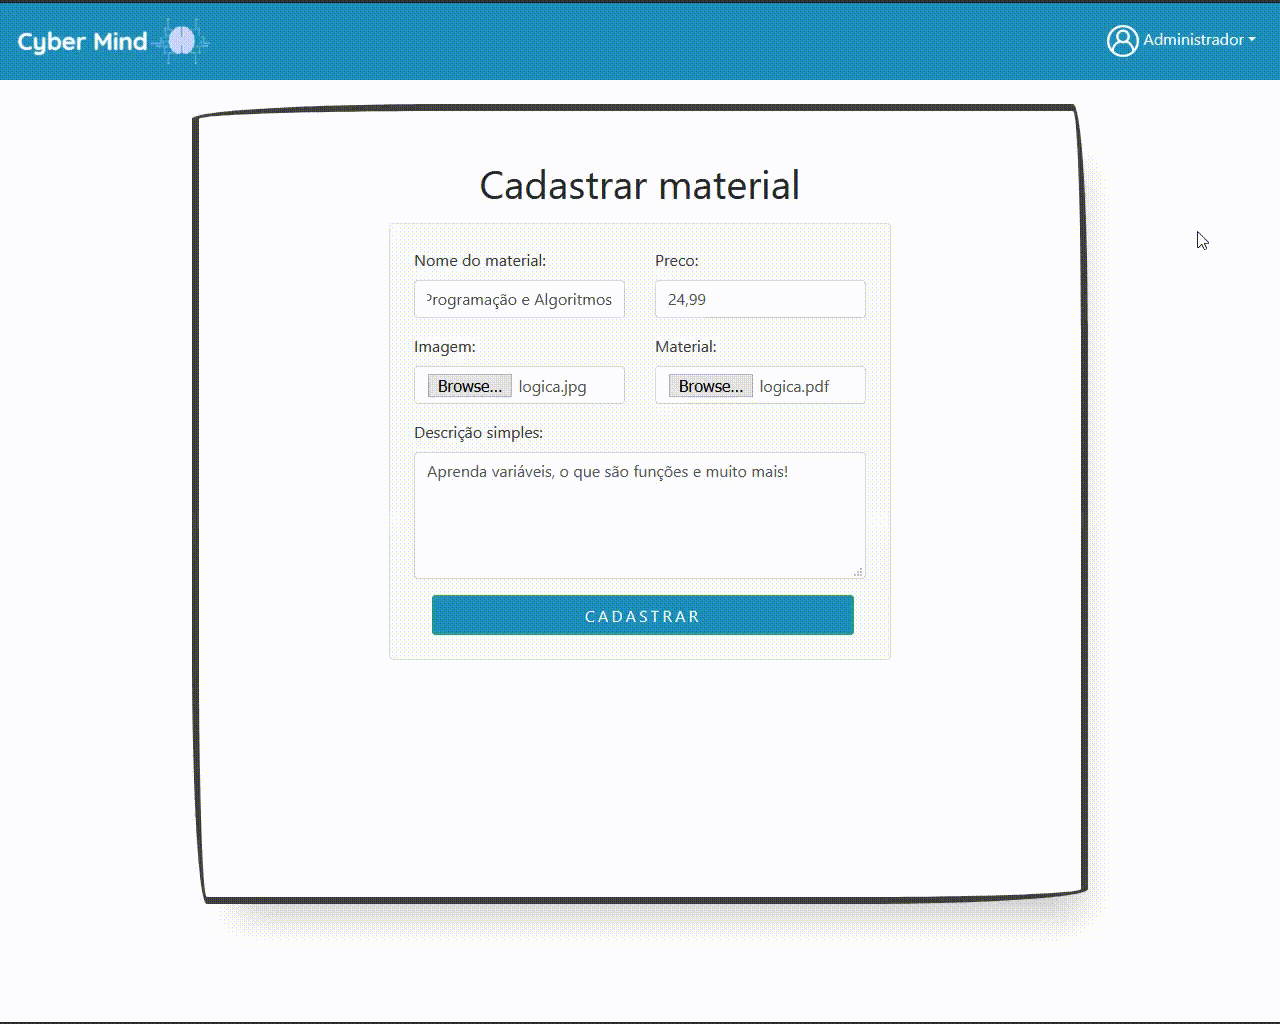 Cyber Mind
Administrador
Cadastrar material
Nome do material: Preco:
Programação e Algoritmos 24,99
Imagem: Material:
Browse... logica.jpg Browse... logica.pdf
Descrição simples:
Aprenda variáveis, o que são funções e muito mais!
CADASTRAR